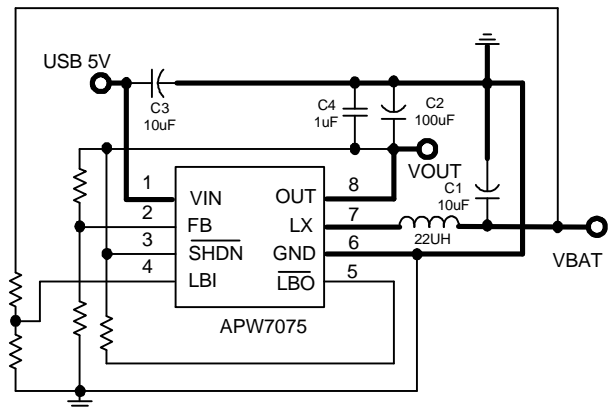 USB 5V
C3
10uF
C4
1uF
C2
100uF
VOUT
C1
10uF
1
VIN
OUT
8
2
FB
LX
7
22UH
3
SHDN
GND
6
4
LBI
LBO
5
VBAT
APW7075